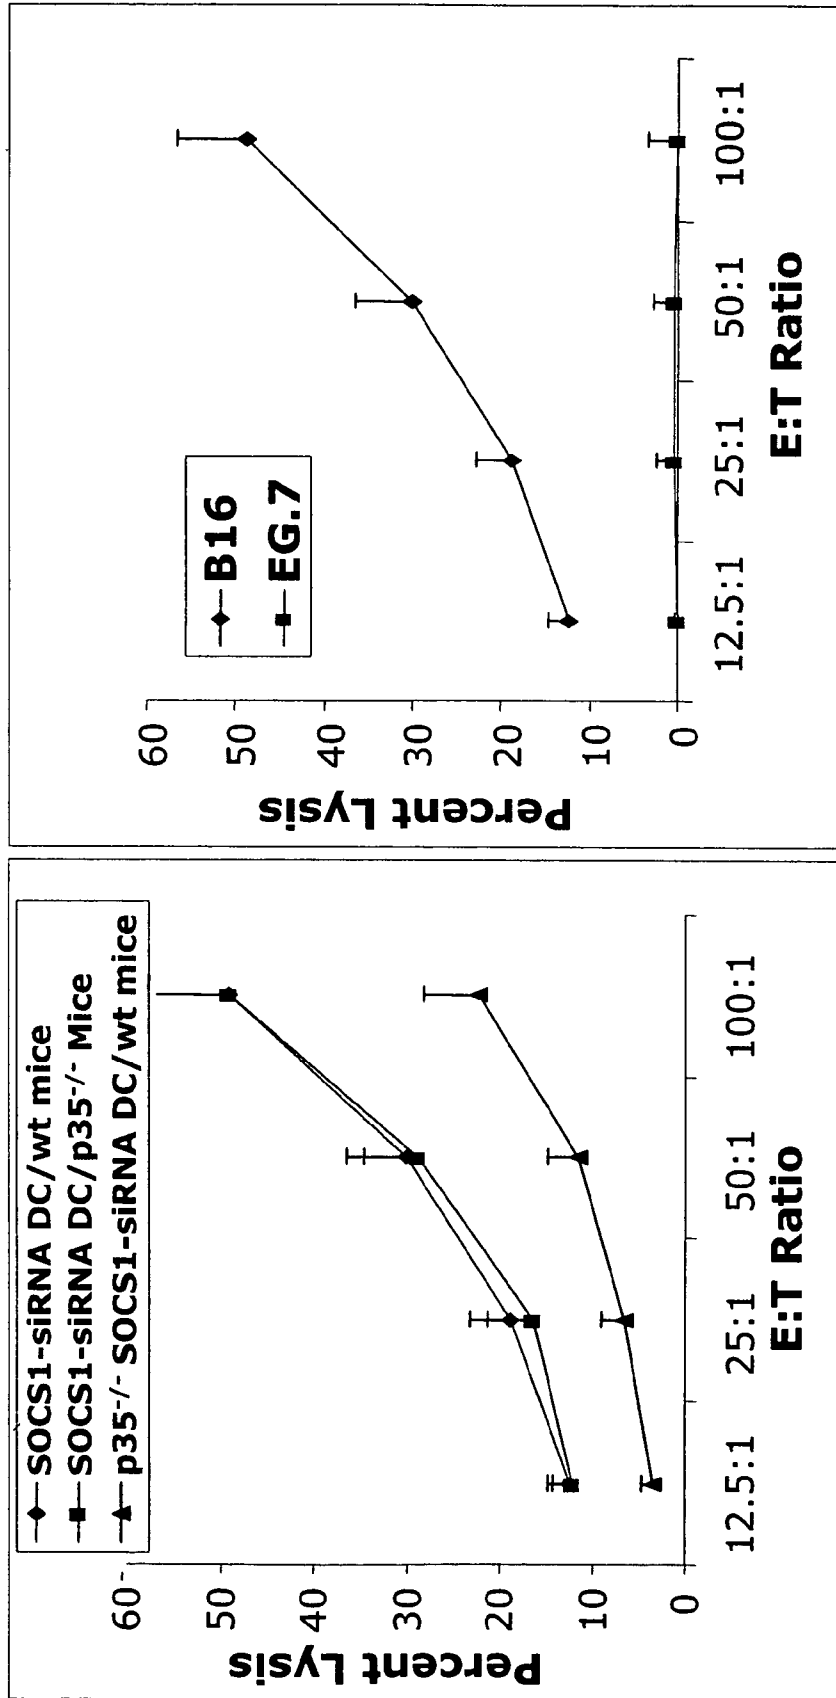 SOCS1-siRNA DC/wt mice
SOCS1-siRNA DC/p35-/- Mice
p35-/- SOCS1-siRNA DC/wt mice
60
50
40
30
20
10
0
Percent Lysis
12.5:1
25:1
50:1
100:1
E:T Ratio
B16
EG.7
60
50
40
30
20
10
0
Percent Lysis
12.5:1
25:1
50:1
100:1
E:T Ratio